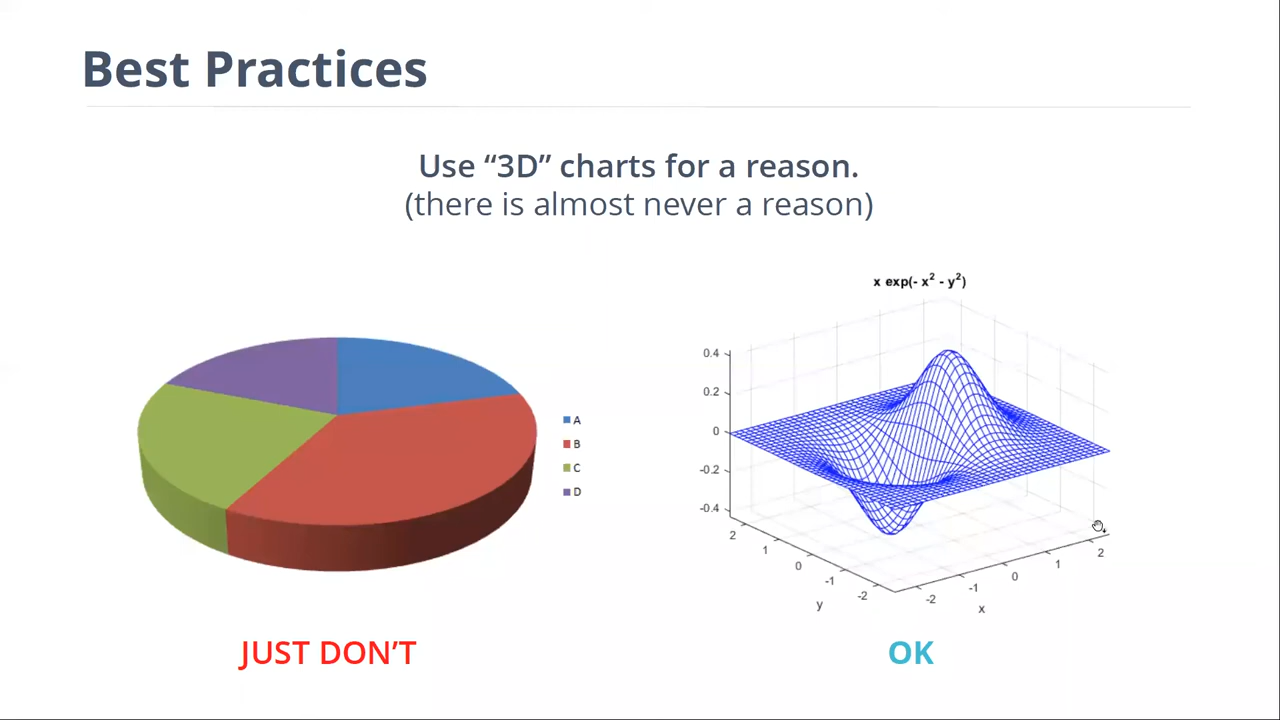 Best Practices
Use “3D” charts for a reason.
(there is almost never a reason)
A
B
C
D
x exp(- x² - y²)
0.4
0.2
0
-0.2
-0.4
2
1
0
-1
-2
y
-2
-1
0
1
2
x
JUST DON’T
OK